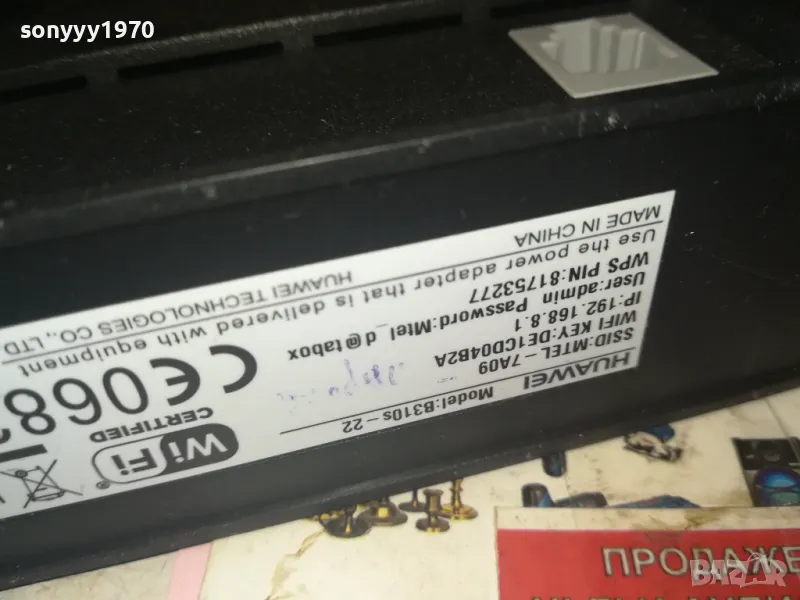 sonyyy1970
HUAWEI
Model:B310s-22
SSID:MTEL-7A09
WIFI KEY:DE1CD04B2A
IP:192.168.8.1
User:admin Password:Mtel_d@tabox
WPS PIN:81753277
Use the power adapter that is delivered with equipment
MADE IN CHINA
HUAWEI TECHNOLOGIES CO., LTD
WiFi
CERTIFIED
CE068
ПРОДАЖЕ
BAZAR